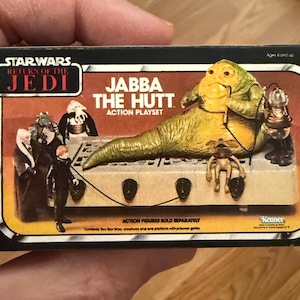 Ages 4 and up
STAR WARS
RETURN OF THE
JEDI
JABBA
THE HUTT
ACTION PLAYSET
ACTION FIGURES SOLD SEPARATELY
Kenner